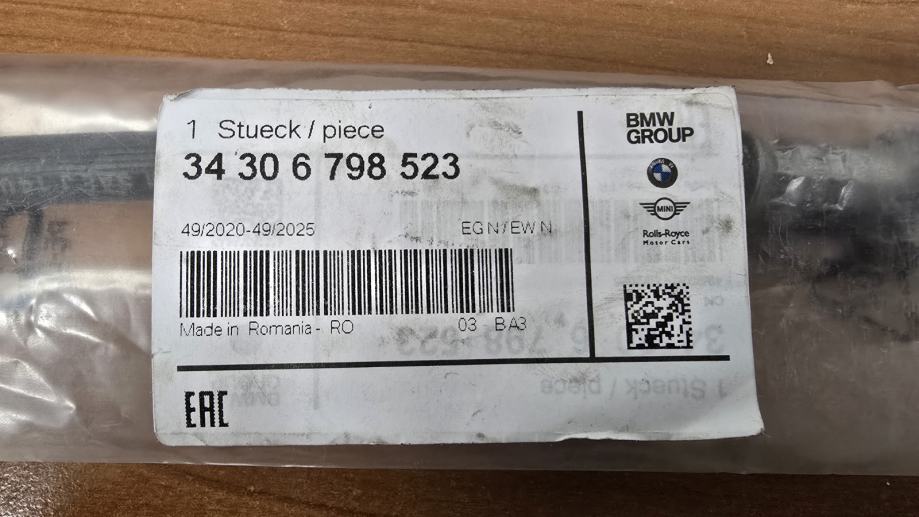 1 Stueck / piece
34 30 6 798 523
49/2020-49/2025 EG N / EW N
Made in Romania - RO 03 BA3
EAC
BMW
GROUP
MINI
Rolls-Royce
Motor Cars